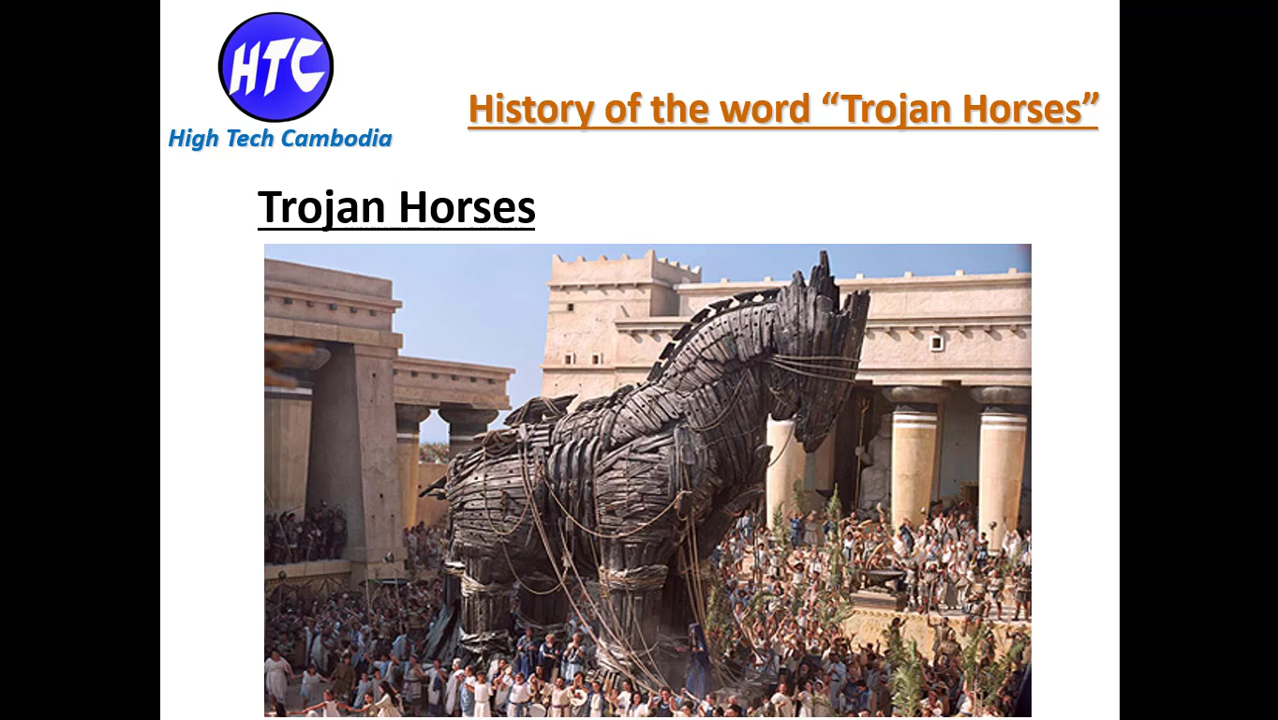 HTC
High Tech Cambodia
History of the word “Trojan Horses”
Trojan Horses